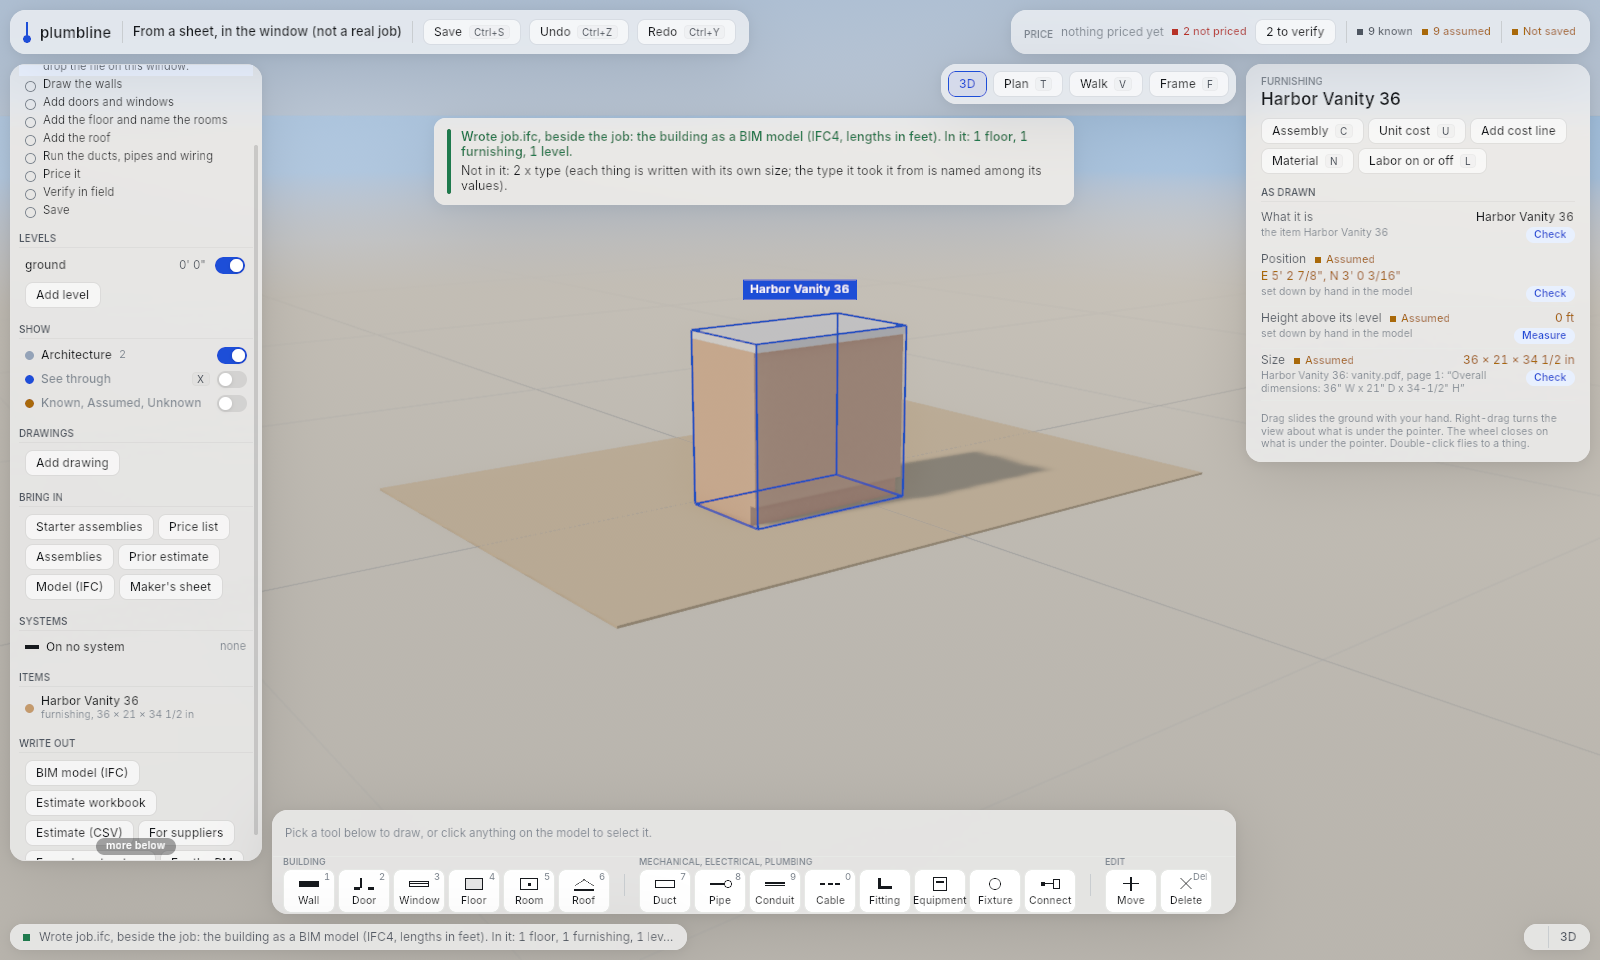 plumbline
From a sheet, in the window (not a real job)
Save Ctrl+S
Undo Ctrl+Z
Redo Ctrl+Y
PRICE nothing priced yet 2 not priced 2 to verify 9 known 9 assumed Not saved
3D Plan T Walk V Frame F
drop the file on this window.
Draw the walls
Add doors and windows
Add the floor and name the rooms
Add the roof
Run the ducts, pipes and wiring
Price it
Verify in field
Save
LEVELS
ground 0' 0"
Add level
SHOW
Architecture 2
See through X
Known, Assumed, Unknown
DRAWINGS
Add drawing
BRING IN
Starter assemblies Price list
Assemblies Prior estimate
Model (IFC) Maker's sheet
SYSTEMS
On no system none
ITEMS
Harbor Vanity 36
furnishing, 36 × 21 × 34 1/2 in
WRITE OUT
BIM model (IFC)
Estimate workbook
Estimate (CSV) For suppliers
more below
Wrote job.ifc, beside the job: the building as a BIM model (IFC4, lengths in feet). In it: 1 floor, 1
furnishing, 1 level.
Not in it: 2 x type (each thing is written with its own size; the type it took it from is named among its
values).
Harbor Vanity 36
FURNISHING
Harbor Vanity 36
Assembly C Unit cost U Add cost line
Material N Labor on or off L
AS DRAWN
What it is Harbor Vanity 36
the item Harbor Vanity 36 Check
Position Assumed
E 5' 2 7/8", N 3' 0 3/16"
set down by hand in the model Check
Height above its level Assumed 0 ft
set down by hand in the model Measure
Size Assumed 36 × 21 × 34 1/2 in
Harbor Vanity 36: vanity.pdf, page 1: “Overall Check
dimensions: 36" W x 21" D x 34-1/2" H”
Drag slides the ground with your hand. Right-drag turns the
view about what is under the pointer. The wheel closes on
what is under the pointer. Double-click flies to a thing.
Pick a tool below to draw, or click anything on the model to select it.
BUILDING MECHANICAL, ELECTRICAL, PLUMBING EDIT
1 2 3 4 5 6 7 8 9 0 Del
Wall Door Window Floor Room Roof Duct Pipe Conduit Cable Fitting Equipment Fixture Connect Move Delete
Wrote job.ifc, beside the job: the building as a BIM model (IFC4, lengths in feet). In it: 1 floor, 1 furnishing, 1 lev...
3D